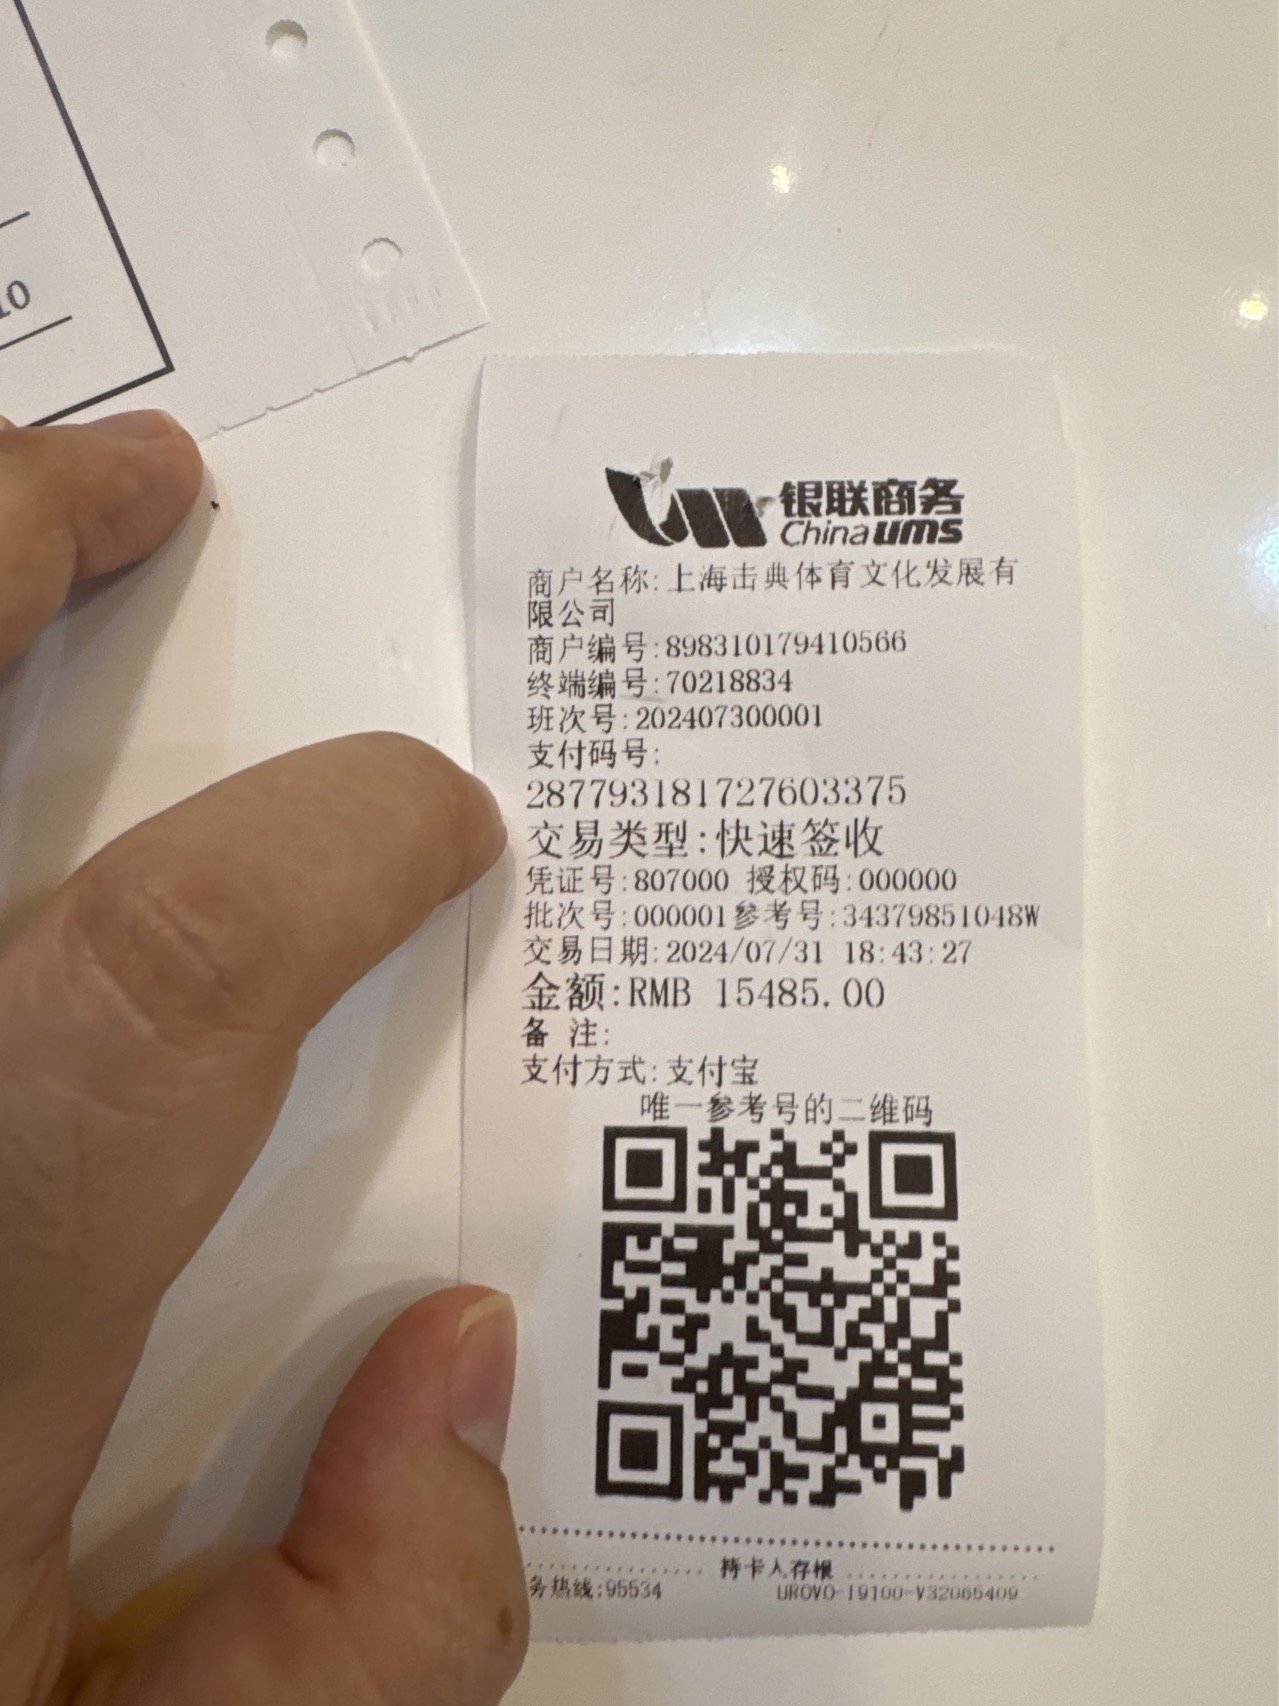 10
银联商务
China ums
商户名称:上海击典体育文化发展有
限公司
商户编号:898310179410566
终端编号:70218834
班次号:202407300001
支付码号:
287793181727603375
交易类型:快速签收
凭证号:807000 授权码:000000
批次号:000001参考号:34379851048W
交易日期:2024/07/31 18:43:27
金额:RMB 15485.00
备 注:
支付方式:支付宝
唯一参考号的二维码
持卡人存根
务热线:95534 UROVO-I9100-V32065409